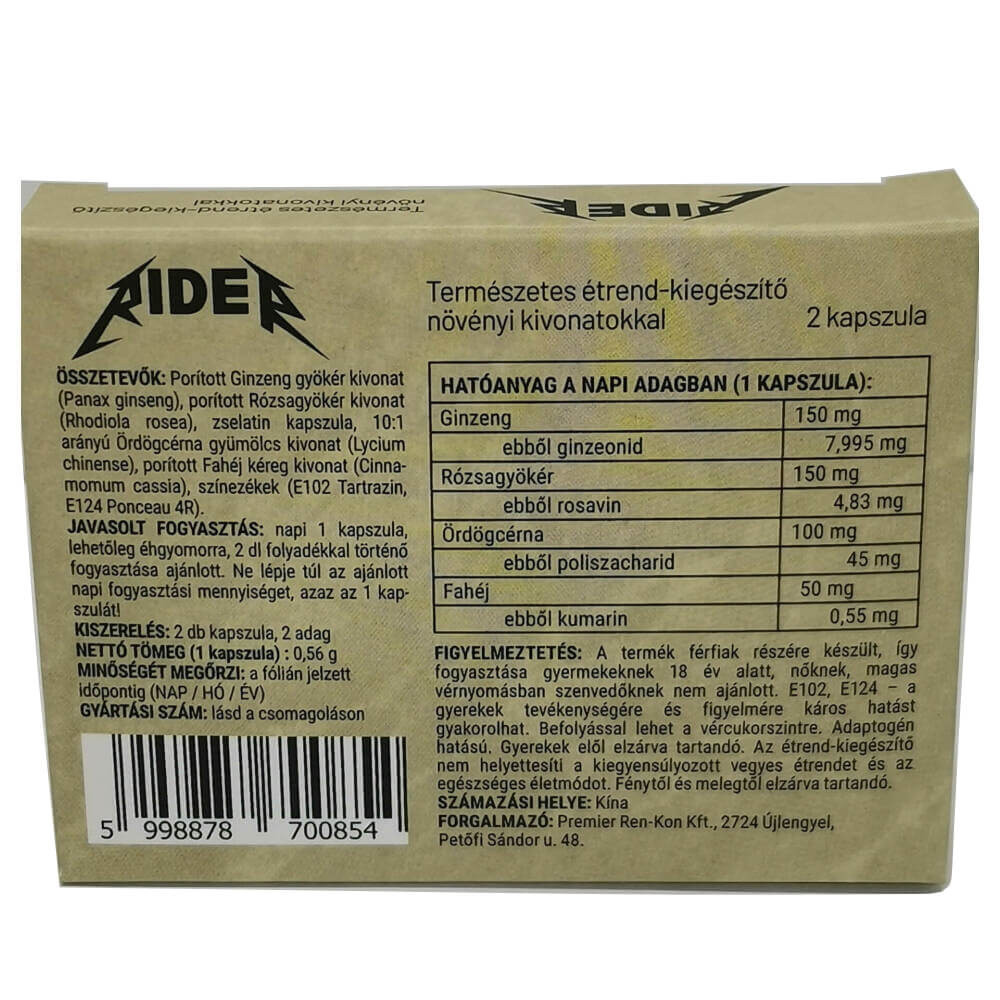 Természetes étrend-kiegészítő
növényi kivonatokkal
RIDER
RIDER
Természetes étrend-kiegészítő
növényi kivonatokkal
2 kapszula
ÖSSZETEVŐK: Porított Ginzeng gyökér kivonat
(Panax ginseng), porított Rózsagyökér kivonat
(Rhodiola rosea), zselatin kapszula, 10:1
arányú Ördögcérna gyümölcs kivonat (Lycium
chinense), porított Fahéj kéreg kivonat (Cinna-
momum cassia), színezékek (E102 Tartrazin,
E124 Ponceau 4R).
JAVASOLT FOGYASZTÁS: napi 1 kapszula,
lehetőleg éhgyomorra, 2 dl folyadékkal történő
fogyasztása ajánlott. Ne lépje túl az ajánlott
napi fogyasztási mennyiséget, azaz az 1 kap-
szulát!
KISZERELÉS: 2 db kapszula, 2 adag
NETTÓ TÖMEG (1 kapszula) : 0,56 g
MINŐSÉGÉT MEGŐRZI: a fólián jelzett
időpontig (NAP / HÓ / ÉV)
GYÁRTÁSI SZÁM: lásd a csomagoláson
5 998878 700854
HATÓANYAG A NAPI ADAGBAN (1 KAPSZULA):
Ginzeng 150 mg
ebből ginzeonid 7,995 mg
Rózsagyökér 150 mg
ebből rosavin 4,83 mg
Ördögcérna 100 mg
ebből poliszacharid 45 mg
Fahéj 50 mg
ebből kumarin 0,55 mg
FIGYELMEZTETÉS: A termék férfiak részére készült, így
fogyasztása gyermekeknek 18 év alatt, nőknek, magas
vérnyomásban szenvedőknek nem ajánlott. E102, E124 – a
gyerekek tevékenységére és figyelmére káros hatást
gyakorolhat. Befolyással lehet a vércukorszintre. Adaptogén
hatású. Gyerekek elől elzárva tartandó. Az étrend-kiegészítő
nem helyettesíti a kiegyensúlyozott vegyes étrendet és az
egészséges életmódot. Fénytől és melegtől elzárva tartandó.
SZÁMAZÁSI HELYE: Kína
FORGALMAZÓ: Premier Ren-Kon Kft., 2724 Újlengyel,
Petőfi Sándor u. 48.